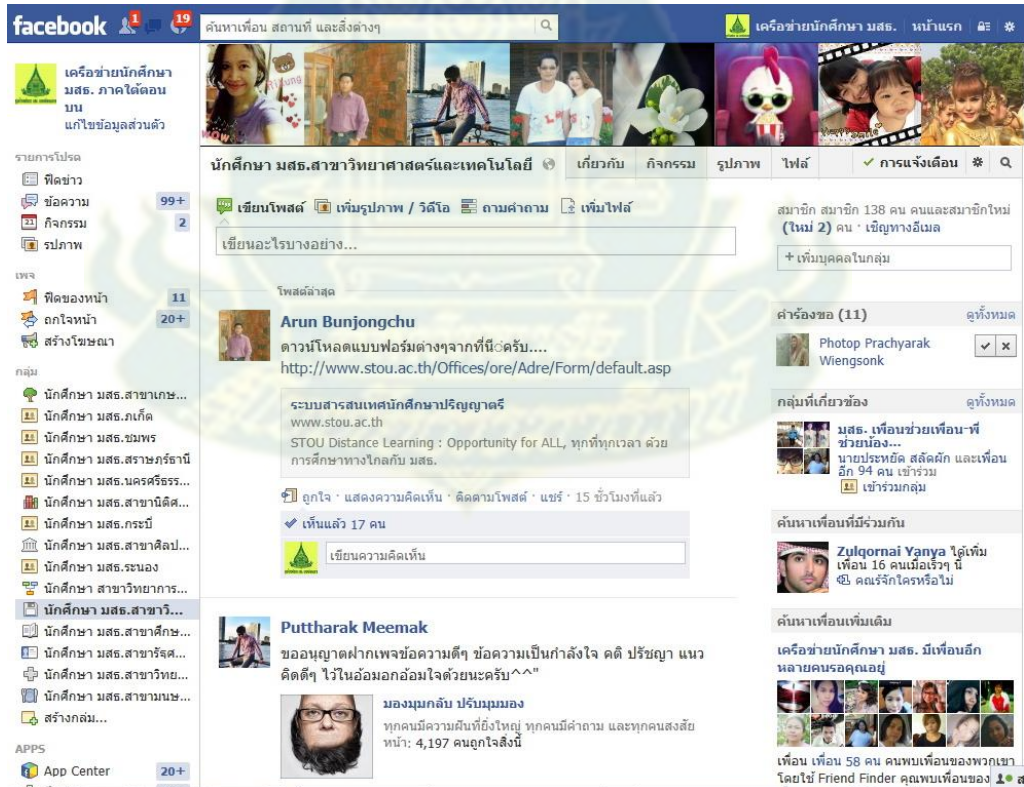 facebook 1 19
ค้นหาเพื่อน สถานที่ และสิ่งต่างๆ
เครือข่ายนักศึกษา มสธ. หน้าแรก
เครือข่ายนักศึกษา
มสธ. ภาคใต้ตอน
บน
แก้ไขข้อมูลส่วนตัว
รายการโปรด
ฟีดข่าว
ข้อความ 99+
กิจกรรม 2
รูปภาพ
เพจ
ฟีดของหน้า 11
ถูกใจหน้า 20+
สร้างโฆษณา
กลุ่ม
นักศึกษา มสธ.สาขาเกษ...
นักศึกษา มสธ.ภูเก็ต
นักศึกษา มสธ.ชุมพร
นักศึกษา มสธ.สุราษฎร์ธานี
นักศึกษา มสธ.นครศรีธรร...
นักศึกษา มสธ.สาขานิติศ...
นักศึกษา มสธ.กระบี่
นักศึกษา มสธ.สาขาศิลป...
นักศึกษา มสธ.ระนอง
นักศึกษา สาขาวิทยาการ...
นักศึกษา มสธ.สาขาวิ...
นักศึกษา มสธ.สาขาศึกษ...
นักศึกษา มสธ.สาขารัฐศ...
นักศึกษา มสธ.สาขาวิทย...
นักศึกษา มสธ.สาขามนุษ...
สร้างกลุ่ม...
APPS
App Center 20+
นักศึกษา มสธ.สาขาวิทยาศาสตร์และเทคโนโลยี เกี่ยวกับ กิจกรรม รูปภาพ ไฟล์ ✓ การแจ้งเตือน
เขียนโพสต์ เพิ่มรูปภาพ / วิดีโอ ถามคำถาม เพิ่มไฟล์
เขียนอะไรบางอย่าง...
โพสต์ล่าสุด
Arun Bunjongchu
ดาวน์โหลดแบบฟอร์มต่างๆจากที่นี่่ครับ....
http://www.stou.ac.th/Offices/ore/Adre/Form/default.asp
ระบบสารสนเทศนักศึกษาปริญญาตรี
www.stou.ac.th
STOU Distance Learning : Opportunity for ALL, ทุกที่ทุกเวลา ด้วย
การศึกษาทางไกลกับ มสธ.
ถูกใจ · แสดงความคิดเห็น · ติดตามโพสต์ · แชร์ · 15 ชั่วโมงที่แล้ว
เห็นแล้ว 17 คน
เขียนความคิดเห็น
Puttharak Meemak
ขออนุญาตฝากเพจข้อความดีๆ ข้อความเป็นกำลังใจ คติ ปรัชญา แนว
คิดดีๆ ไว้ในอ้อมอกอ้อมใจด้วยนะครับ^^"
มองมุมกลับ ปรับมุมมอง
ทุกคนมีความฝันที่ยิ่งใหญ่ ทุกคนมีคำถาม และทุกคนสงสัย
หน้า: 4,197 คนถูกใจสิ่งนี้
สมาชิก สมาชิก 138 คน คนและสมาชิกใหม่
(ใหม่ 2) คน · เชิญทางอีเมล
+ เพิ่มบุคคลในกลุ่ม
คำร้องขอ (11) ดูทั้งหมด
Photop Prachyarak
Wiengsonk
กลุ่มที่เกี่ยวข้อง ดูทั้งหมด
มสธ. เพื่อนช่วยเพื่อน-พี่
ช่วยน้อง...
นายประหยัด สลัดผัก และเพื่อน
อีก 94 คน เข้าร่วม
เข้าร่วมกลุ่ม
ค้นหาเพื่อนที่มีร่วมกัน
Zulqornai Yanya ได้เพิ่ม
เพื่อน 16 คนเมื่อเร็วๆ นี้
คุณรู้จักใครหรือไม่
ค้นหาเพื่อนเพิ่มเติม
เครือข่ายนักศึกษา มสธ. มีเพื่อนอีก
หลายคนรอคุณอยู่
เพื่อน เพื่อน 58 คน คนพบเพื่อนของพวกเขา
โดยใช้ Friend Finder คุณพบเพื่อนของ